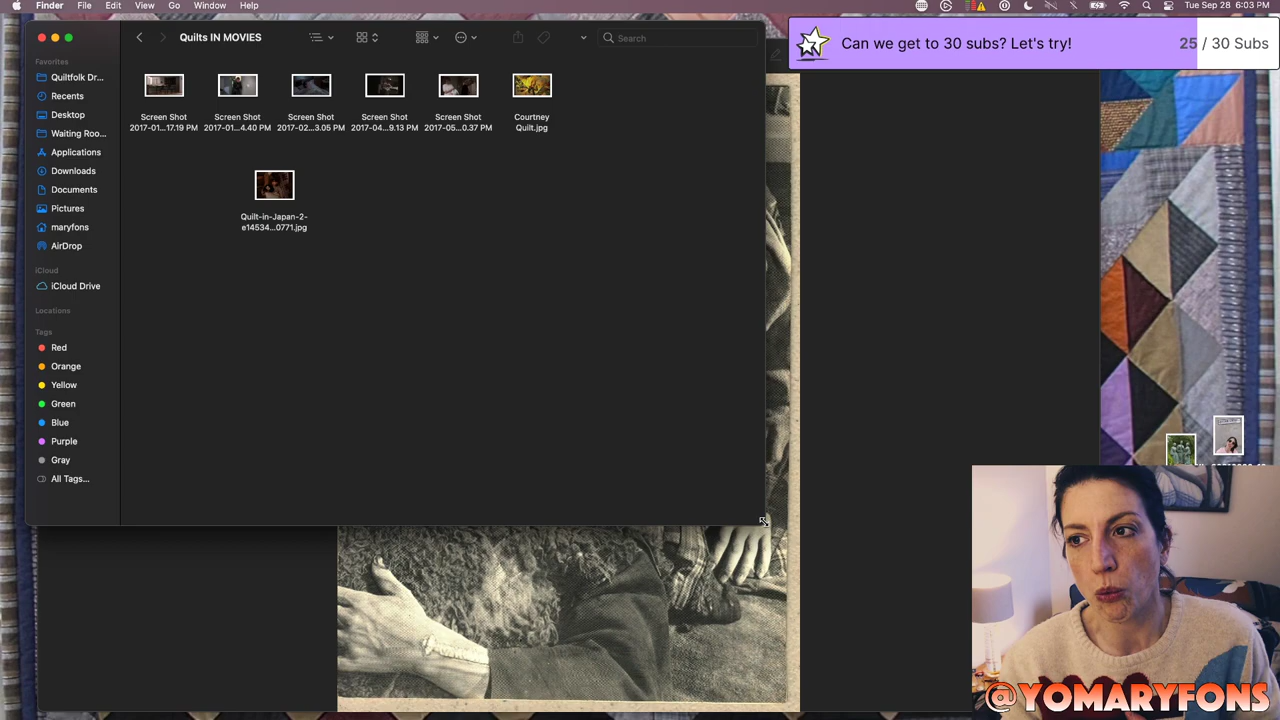 Finder File Edit View Go Window Help
Tue Sep 28 6:03 PM
Quilts IN MOVIES
Search
Can we get to 30 subs? Let's try!
25 / 30 Subs
Favorites
Quiltfolk Dr...
Recents
Desktop
Waiting Roo...
Applications
Downloads
Documents
Pictures
maryfons
AirDrop
iCloud
iCloud Drive
Locations
Tags
Red
Orange
Yellow
Green
Blue
Purple
Gray
All Tags...
Screen Shot
2017-01...17.19 PM
Screen Shot
2017-01...4.40 PM
Screen Shot
2017-02...3.05 PM
Screen Shot
2017-04...9.13 PM
Screen Shot
2017-05...0.37 PM
Courtney
Quilt.jpg
Quilt-in-Japan-2-
e14534...0771.jpg
@YOMARYFONS